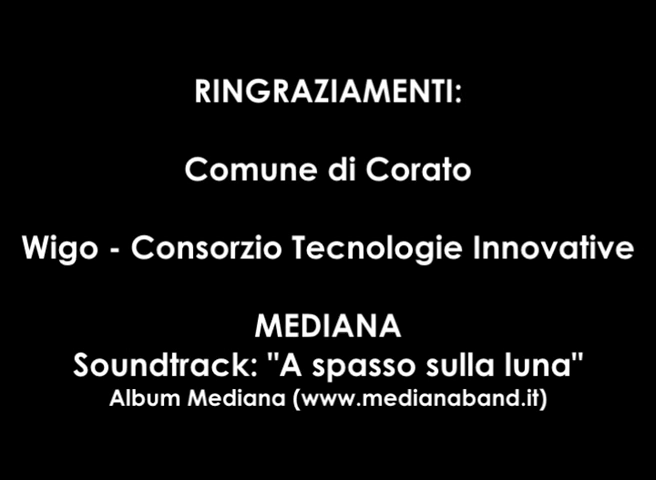 RINGRAZIAMENTI:
Comune di Corato
Wigo - Consorzio Tecnologie Innovative
MEDIANA
Soundtrack: "A spasso sulla luna"
Album Mediana (www.medianaband.it)